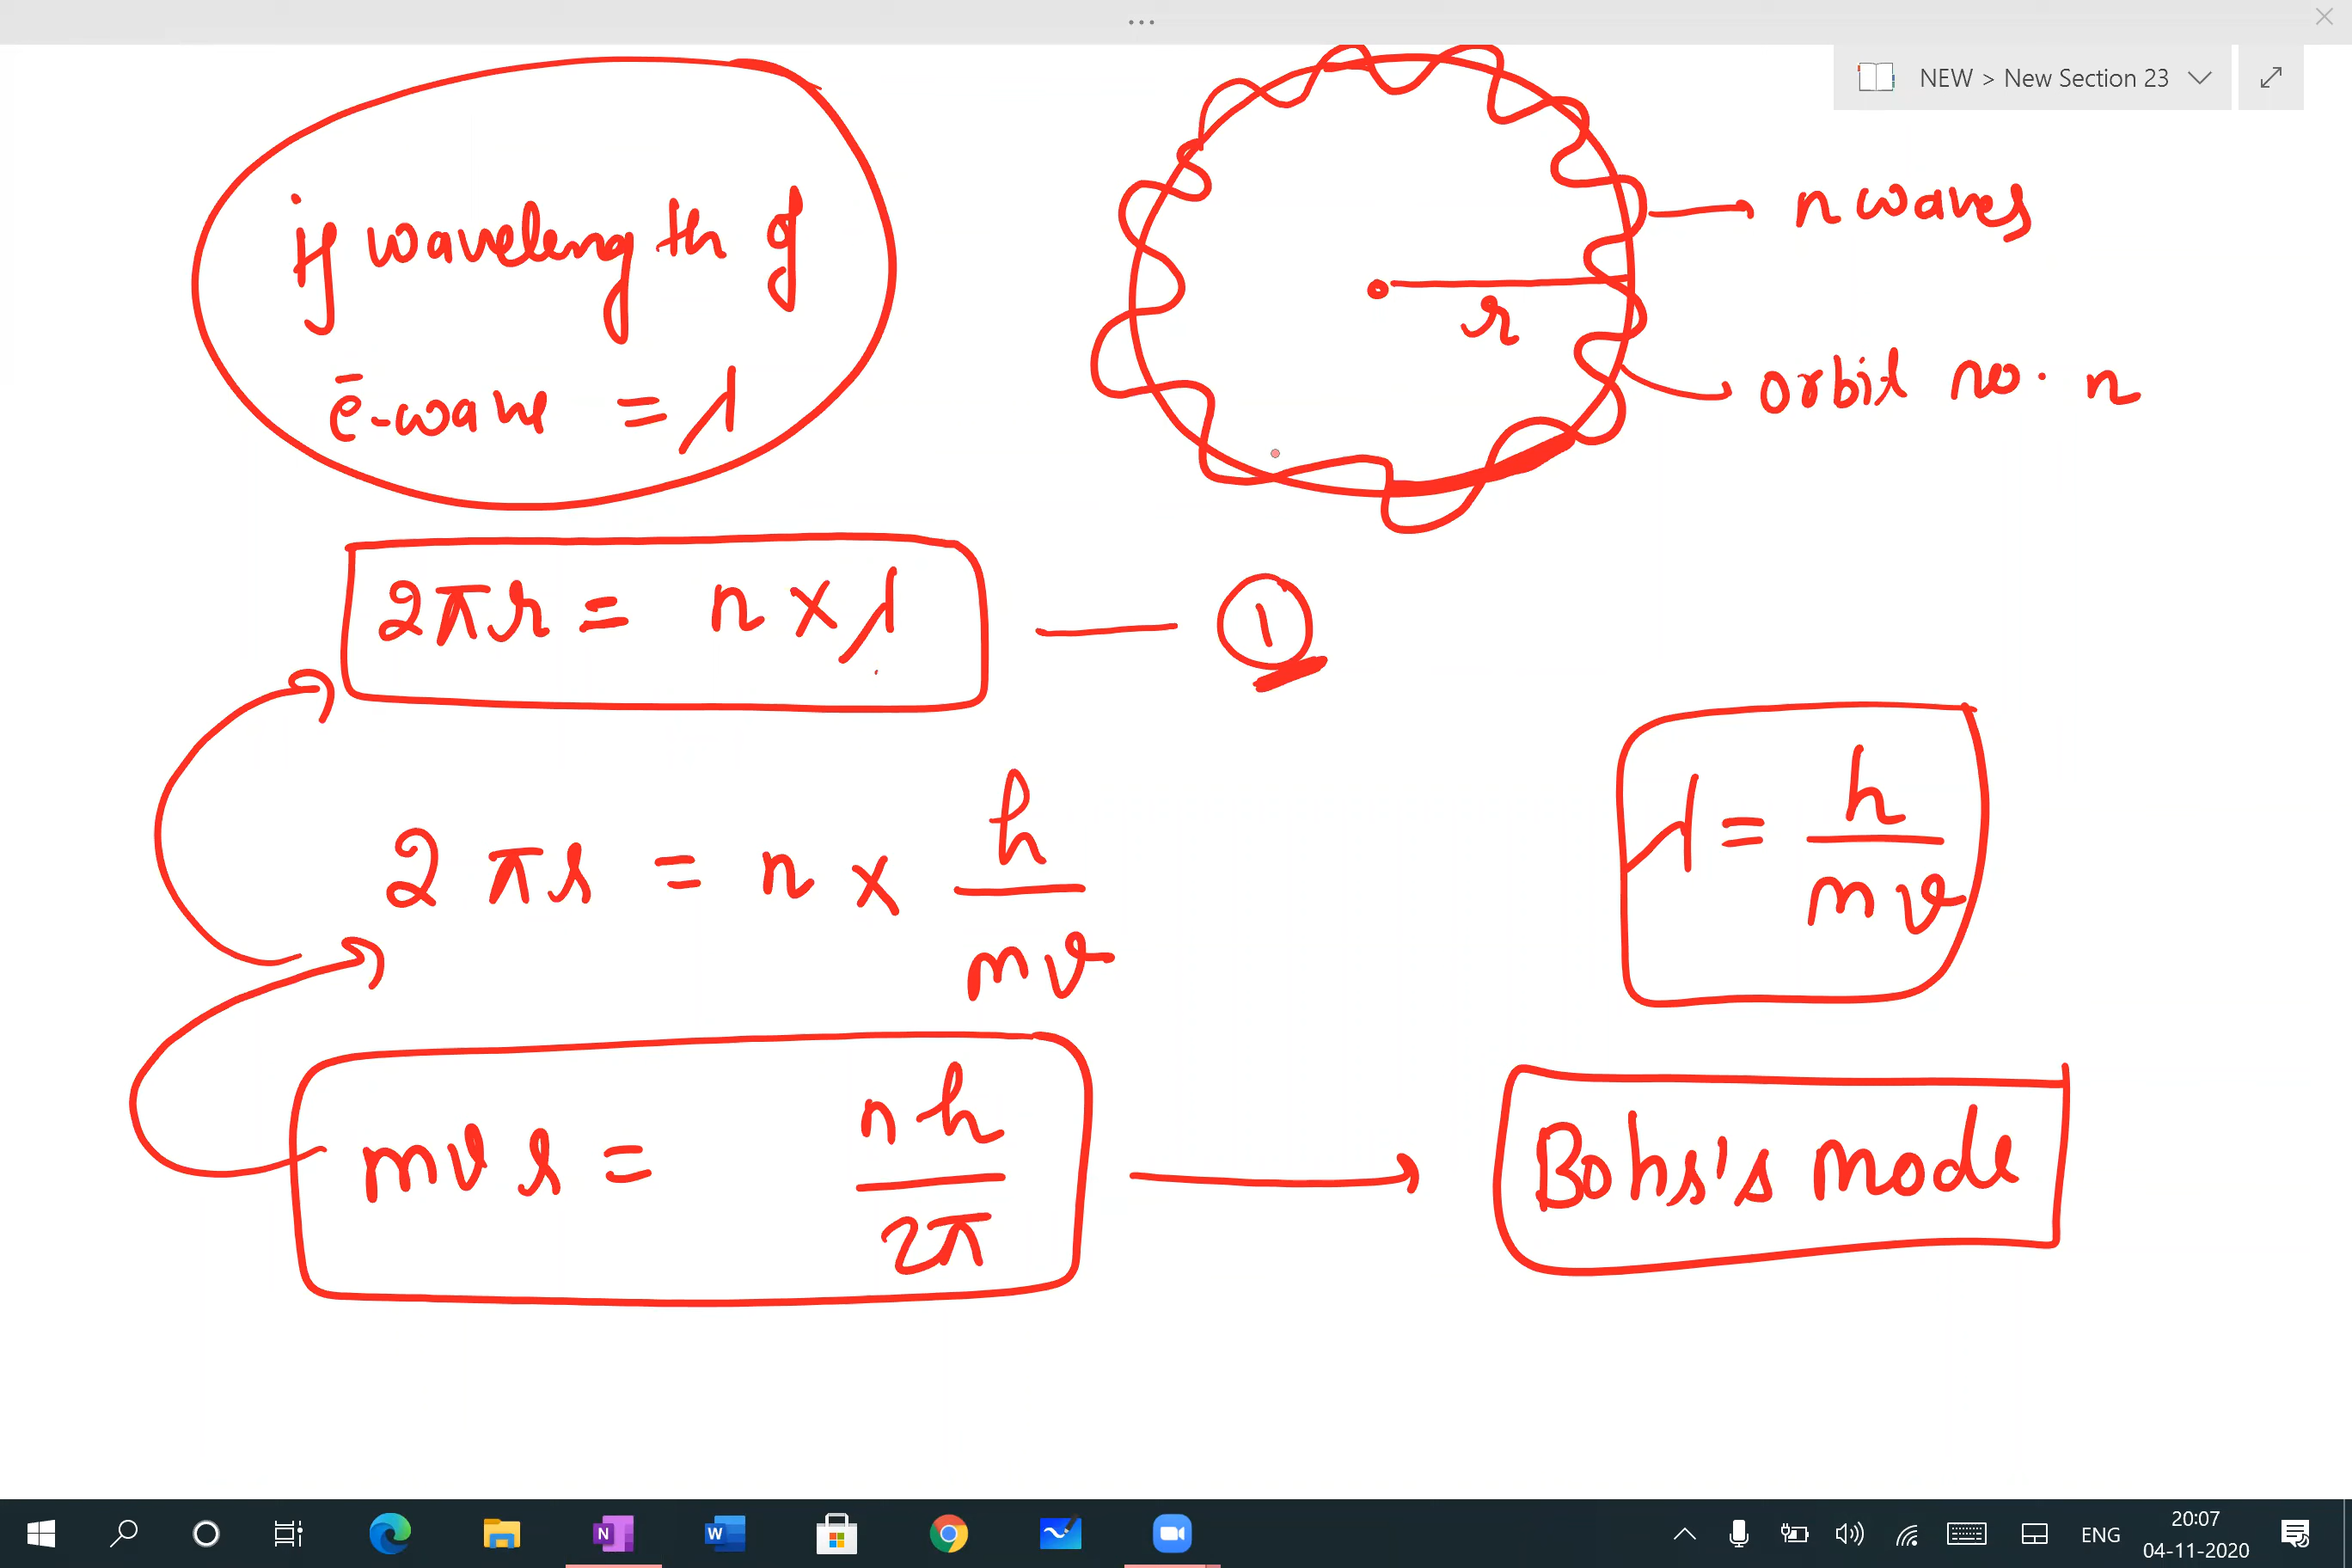 NEW > New Section 23
if wavelength of
ē-wave = λ
n waves
r
orbit no. n
2πr = n × λ — ①
λ = h / mv
2πr = n × h / mv
mvr = nh / 2π → Bohr's model
N
W
ENG
20:07
04-11-2020